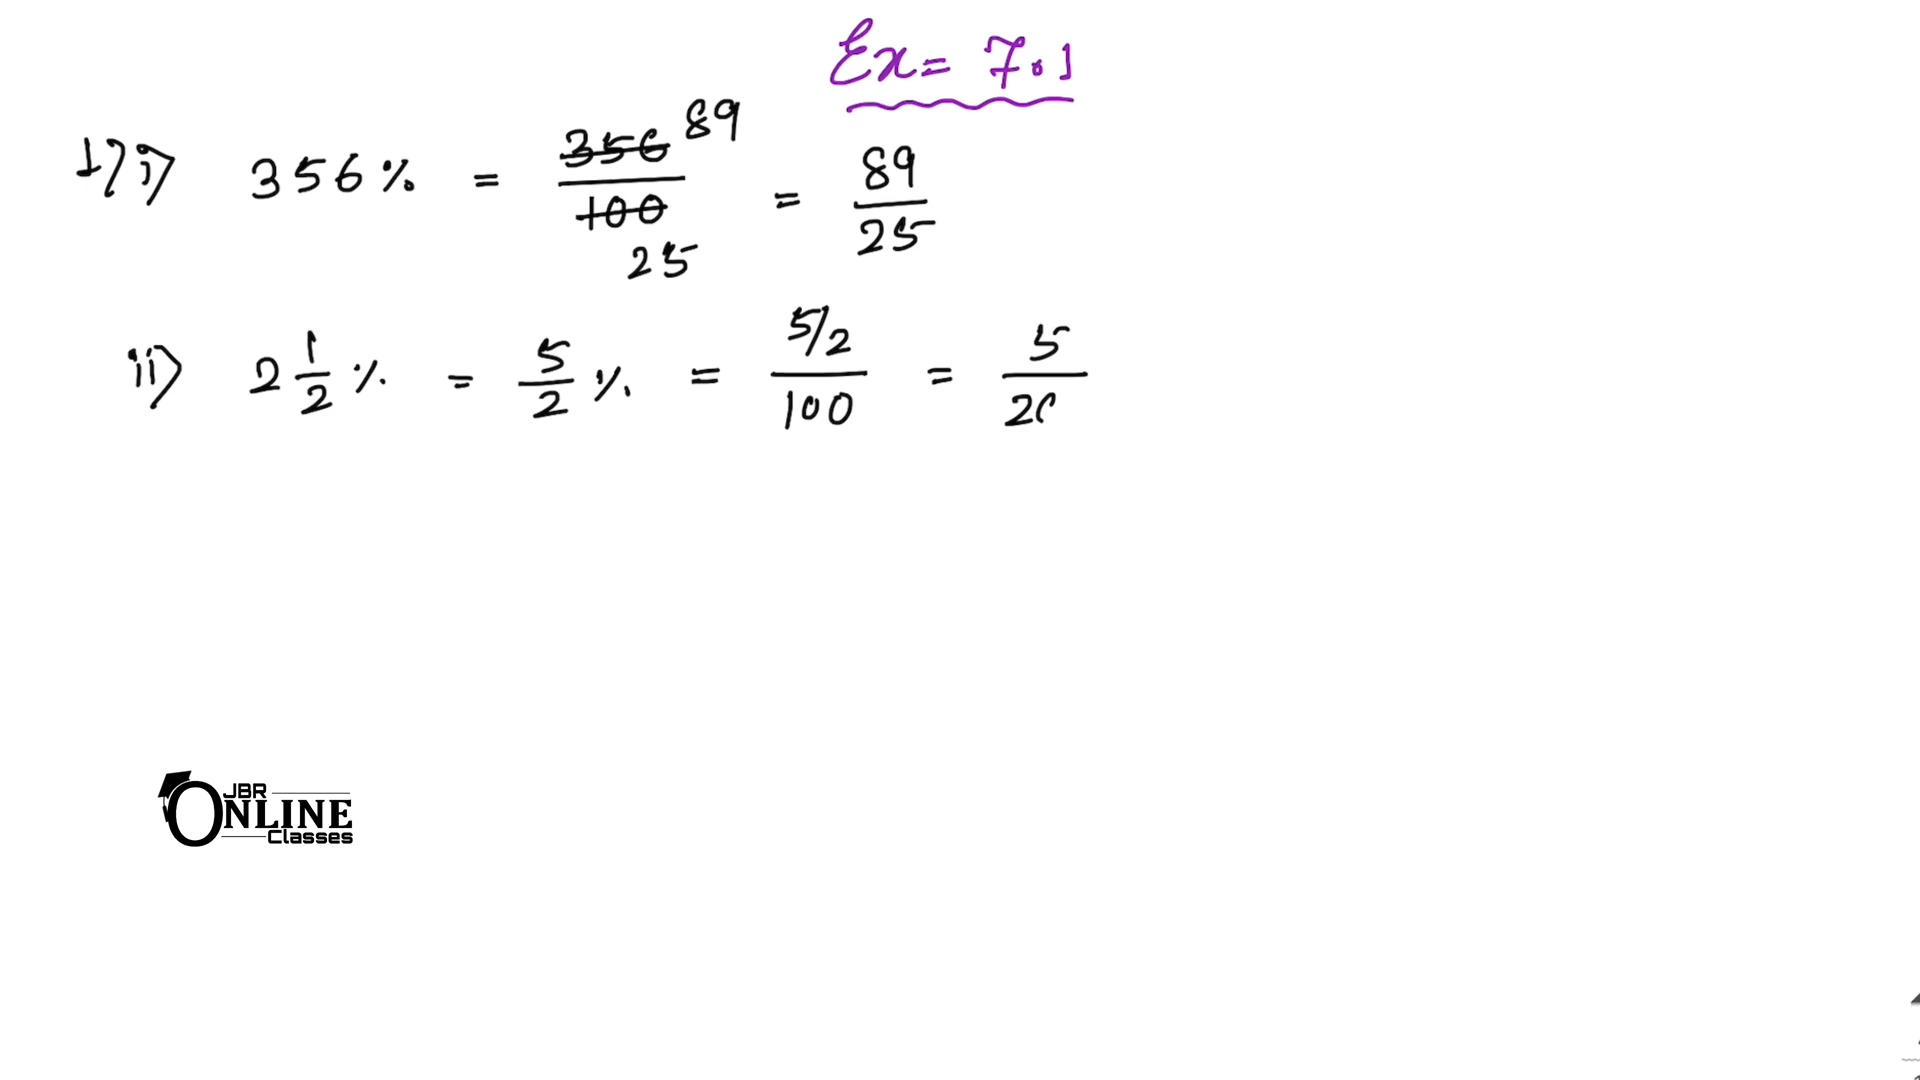 Ex = 7.1
1) i) 356 % = 356/100 89 25 = 89/25
ii) 2 1/2 % = 5/2 % = 5/2/100 = 5/20
JBR
ONLINE
Classes